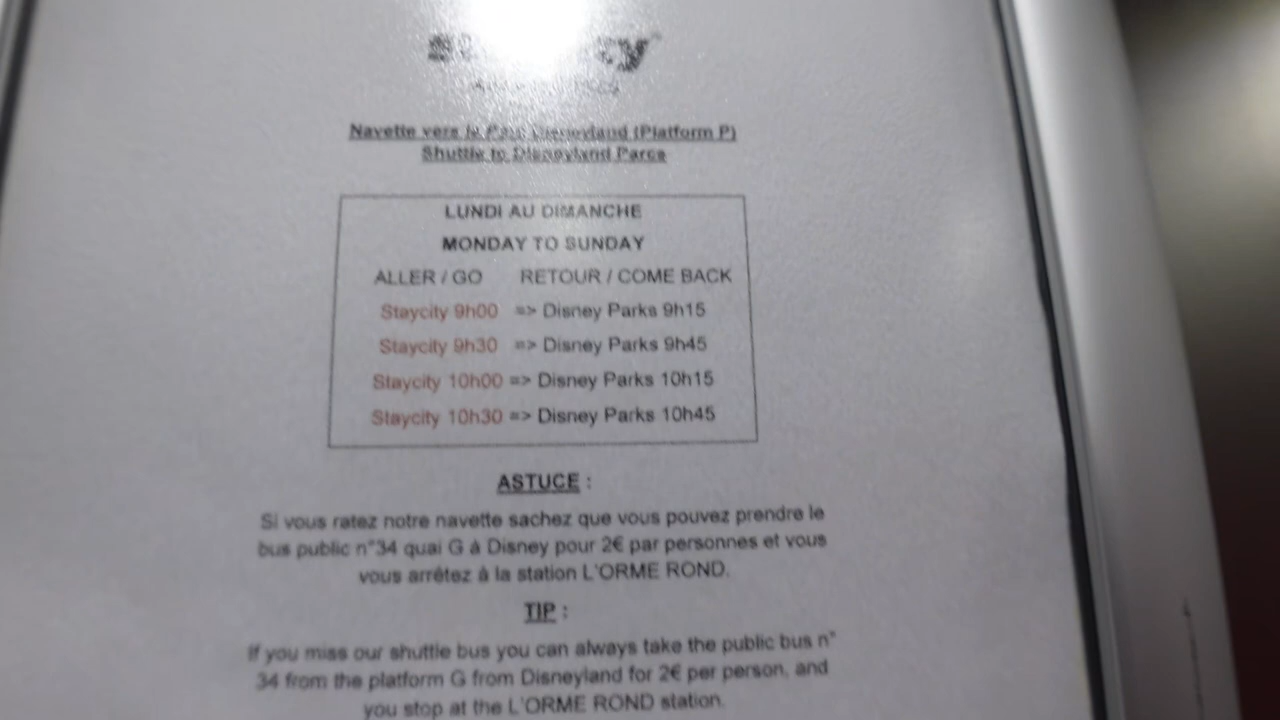 Navette vers le Parc Disneyland (Platform P)
Shuttle to Disneyland Parcs
LUNDI AU DIMANCHE
MONDAY TO SUNDAY
ALLER / GO RETOUR / COME BACK
Staycity 9h00 => Disney Parks 9h15
Staycity 9h30 => Disney Parks 9h45
Staycity 10h00 => Disney Parks 10h15
Staycity 10h30 => Disney Parks 10h45
ASTUCE :
Si vous ratez notre navette sachez que vous pouvez prendre le
bus public n°34 quai G à Disney pour 2€ par personnes et vous
vous arrêtez à la station L'ORME ROND.
TIP :
If you miss our shuttle bus you can always take the public bus n°
34 from the platform G from Disneyland for 2€ per person, and
you stop at the L'ORME ROND station.